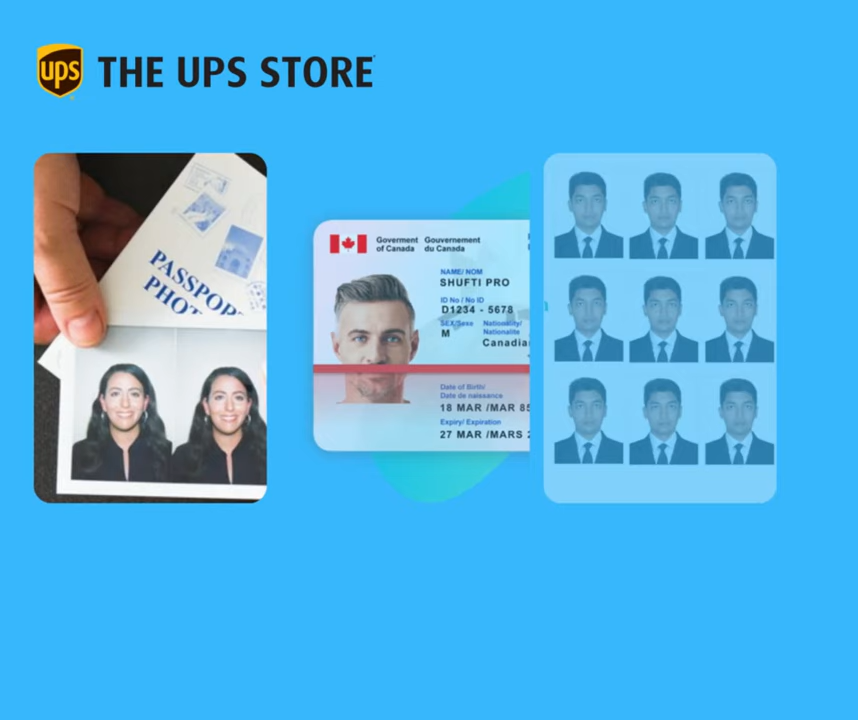 ups THE UPS STORE
PASSPOR
PHOT
Goverment Gouvernement
of Canada du Canada
NAME/ NOM
SHUFTI PRO
ID No / No ID
D1234 - 5678
SEX/Sexe Nationality/
Nationalite
M
Canadia
Date of Birth/
Date de naissance
18 MAR /MAR 85
Expiry/ Expiration
27 MAR /MARS